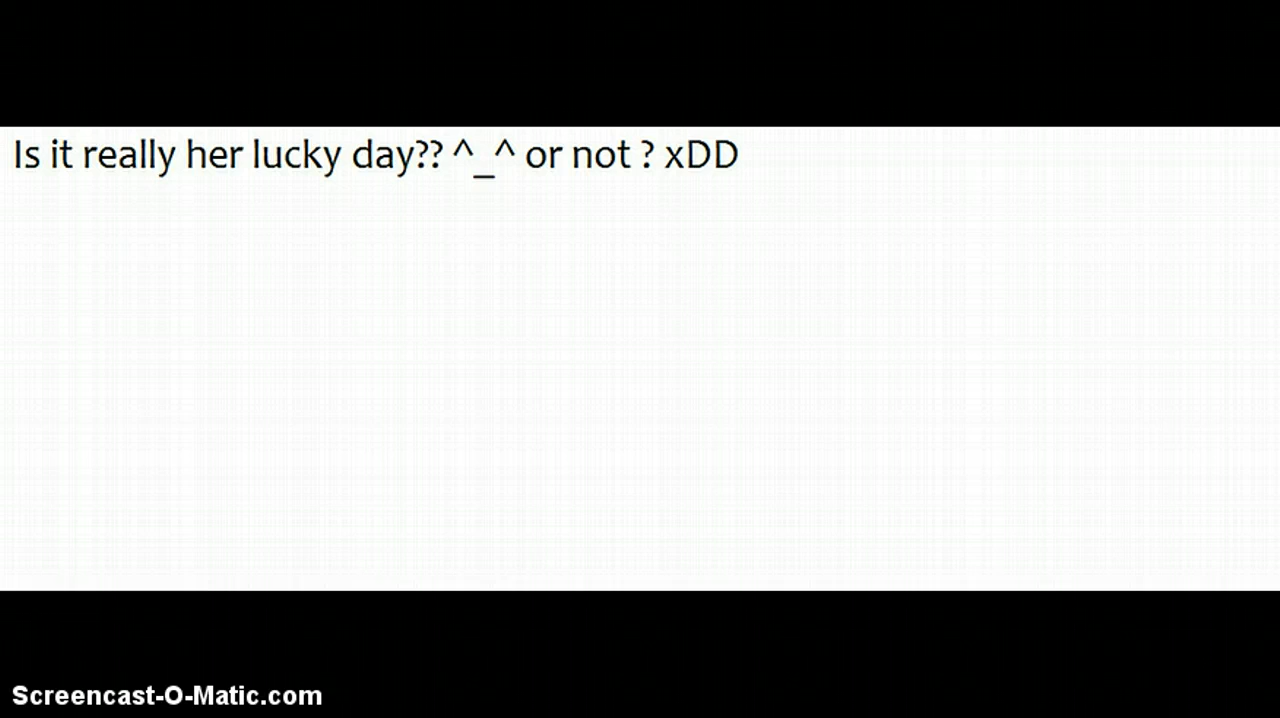 Is it really her lucky day?? ^_^ or not ? xDD
Screencast-O-Matic.com